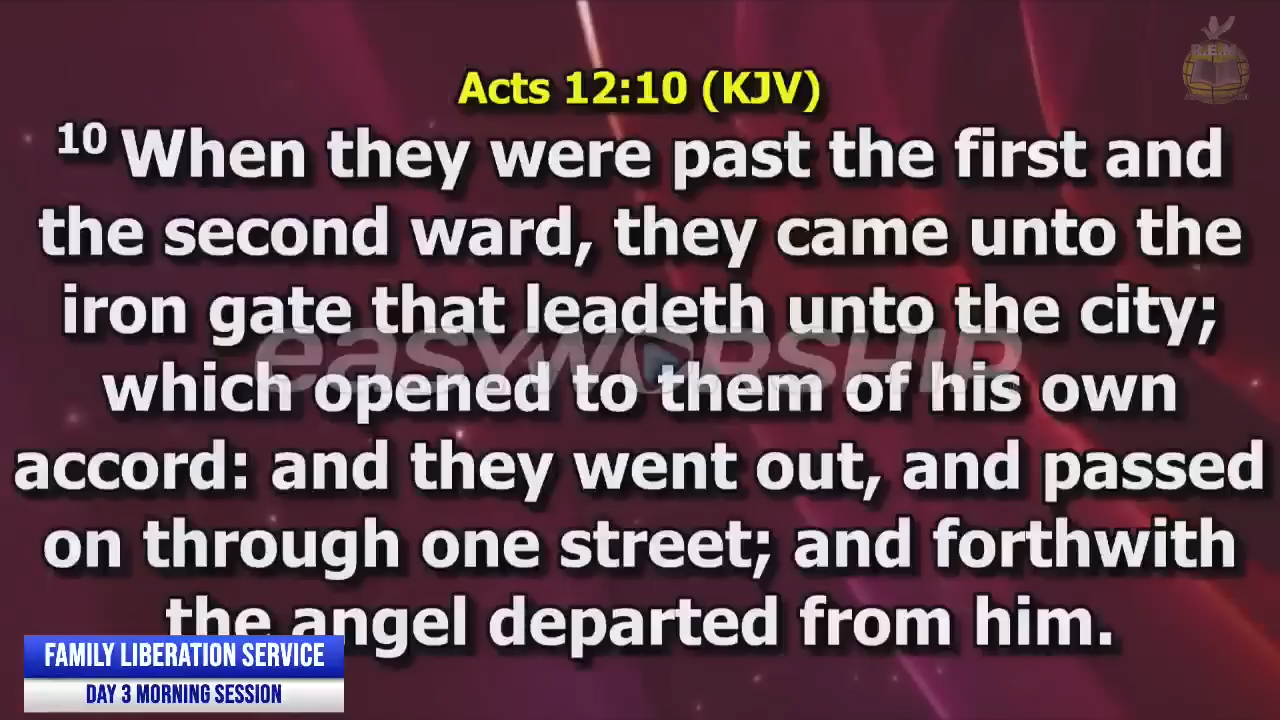 R.E.M
Acts 12:10 (KJV)
10 When they were past the first and
the second ward, they came unto the
iron gate that leadeth unto the city;
easyworship
which opened to them of his own
accord: and they went out, and passed
on through one street; and forthwith
the angel departed from him.
FAMILY LIBERATION SERVICE
DAY 3 MORNING SESSION